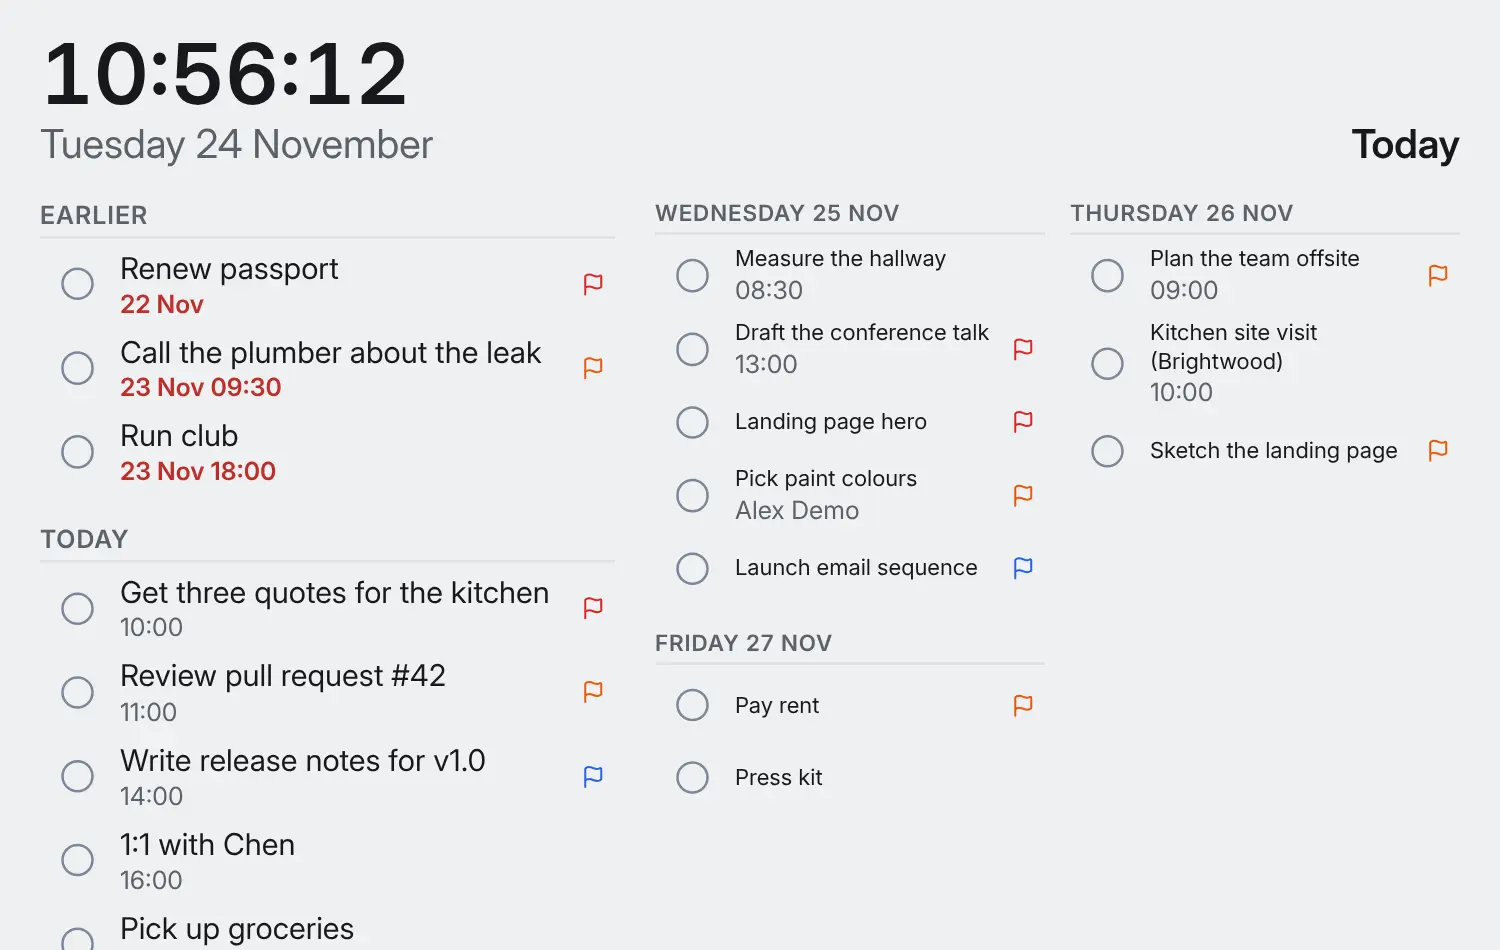 10:56:12
Tuesday 24 November
Today
EARLIER
Renew passport
22 Nov
Call the plumber about the leak
23 Nov 09:30
Run club
23 Nov 18:00
TODAY
Get three quotes for the kitchen
10:00
Review pull request #42
11:00
Write release notes for v1.0
14:00
1:1 with Chen
16:00
Pick up groceries
WEDNESDAY 25 NOV
Measure the hallway
08:30
Draft the conference talk
13:00
Landing page hero
Pick paint colours
Alex Demo
Launch email sequence
FRIDAY 27 NOV
Pay rent
Press kit
THURSDAY 26 NOV
Plan the team offsite
09:00
Kitchen site visit
(Brightwood)
10:00
Sketch the landing page